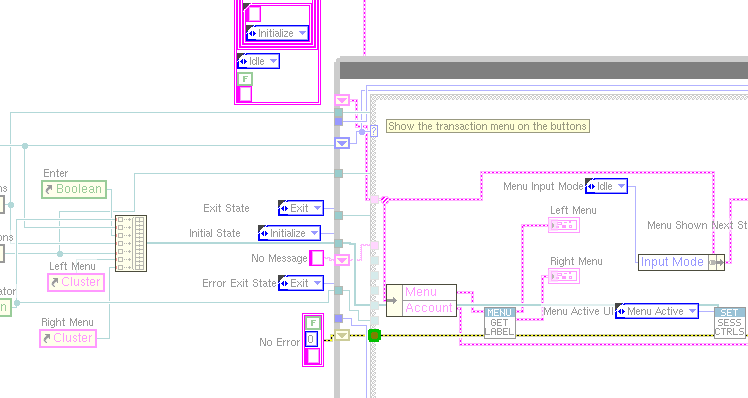 Initialize
Idle
F
?
Show the transaction menu on the buttons
Enter
Boolean
ns
Exit State
Exit
Menu Input Mode
Idle
Left Menu
Initial State
Initialize
Menu Shown Next St
ons
No Message
Input Mode
Left Menu
Cluster
Right Menu
Error Exit State
Exit
ator
n
Menu
Account
MENU
GET
LABEL
Menu Active UI
Menu Active
SET
SESS
CTRLS
Right Menu
Cluster
No Error
F
0